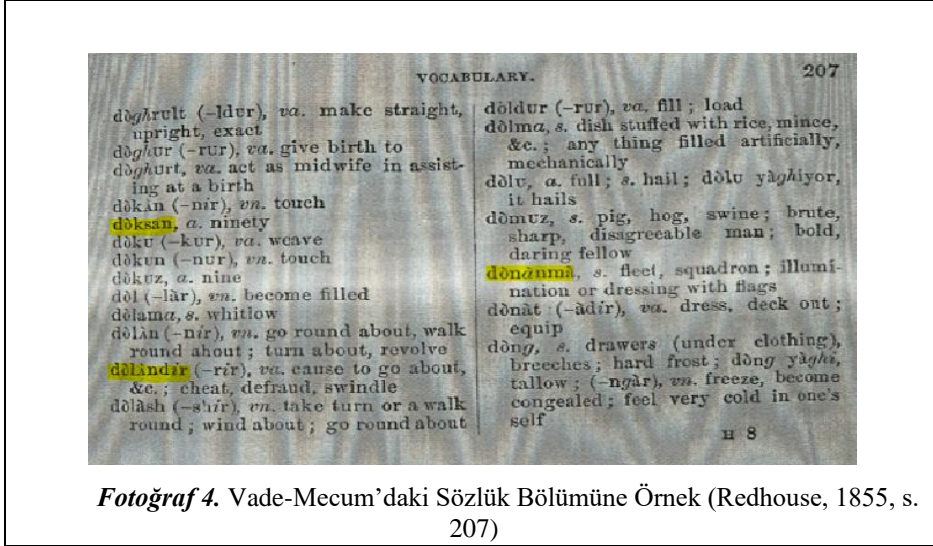 VOCABULARY.
207
dòghrult (-ldur), va. make straight,
upright, exact
dòghur (-rur), va. give birth to
dòghurt, va. act as midwife in assist-
ing at a birth
dòkàn (-nir), vn. touch
dòksan, a. ninety
dòku (-kur), va. weave
dòkun (-nur), vn. touch
dòkuz, a. nine
dòl (-làr), vn. become filled
dòlama, s. whitlow
dòlàn (-nir), vn. go round about, walk
round about; turn about, revolve
dòlàndir (-rir), va. cause to go about,
&c.; cheat, defraud, swindle
dòlàsh (-shir), vn. take turn or a walk
round; wind about; go round about
dòldur (-rur), va. fill; load
dòlma, s. dish stuffed with rice, mince,
&c.; any thing filled artificially,
mechanically
dòlu, a. full; s. hail; dòlu yàghiyor,
it hails
dòmuz, s. pig, hog, swine; brute,
sharp, disagreeable man; bold,
daring fellow
dònànmà, s. fleet, squadron; illumi-
nation or dressing with flags
dònàt (-àdir), va. dress, deck out;
equip
dòng, s. drawers (under clothing),
breeches; hard frost; dòng yàghi,
tallow; (-ngàr), vn. freeze, become
congealed; feel very cold in one's
self
H 8
Fotoğraf 4. Vade-Mecum'daki Sözlük Bölümüne Örnek (Redhouse, 1855, s.
207)